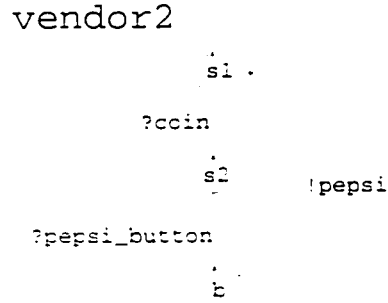 vendor2
s1
?coin
s2
!pepsi
?pepsi_button
b